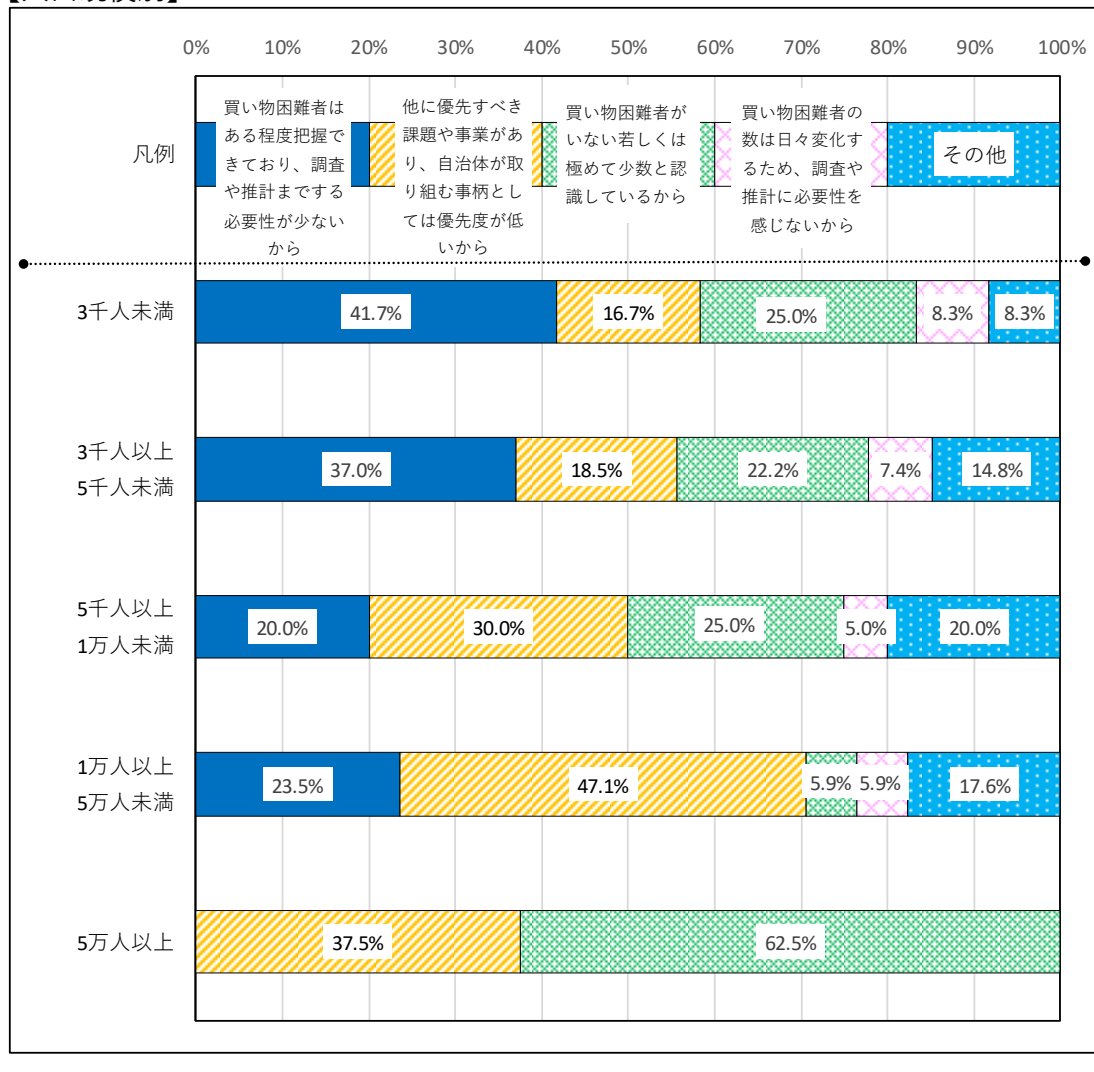 0% 10% 20% 30% 40% 50% 60% 70% 80% 90% 100%
凡例
買い物困難者は
ある程度把握で
きており、調査
や推計までする
必要性が少ない
から
他に優先すべき
課題や事業があ
り、自治体が取
り組む事柄とし
ては優先度が低
いから
買い物困難者が
いない若しくは
極めて少数と認
識しているから
買い物困難者の
数は日々変化す
るため、調査や
推計に必要性を
感じないから
その他
3千人未満
41.7% 16.7% 25.0% 8.3% 8.3%
3千人以上
5千人未満
37.0% 18.5% 22.2% 7.4% 14.8%
5千人以上
1万人未満
20.0% 30.0% 25.0% 5.0% 20.0%
1万人以上
5万人未満
23.5% 47.1% 5.9% 5.9% 17.6%
5万人以上
37.5% 62.5%